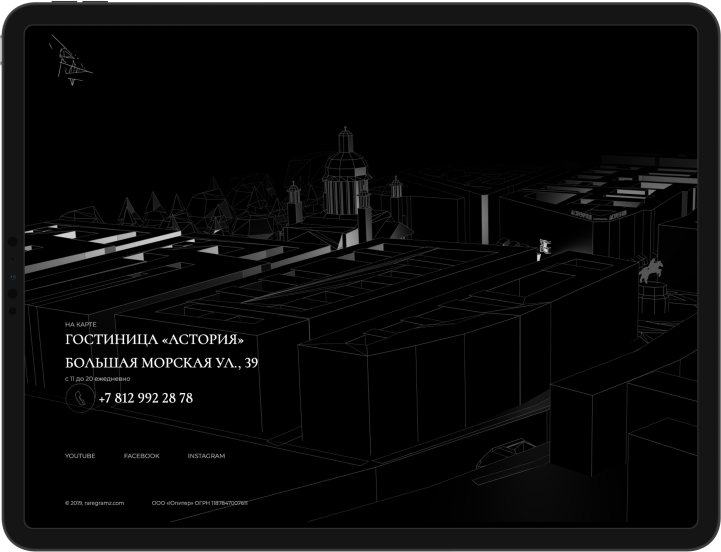 НА КАРТЕ
ГОСТИНИЦА «АСТОРИЯ»
БОЛЬШАЯ МОРСКАЯ УЛ., 39
с 11 до 20 ежедневно
+7 812 992 28 78
YOUTUBE FACEBOOK INSTAGRAM
© 2019, raregramz.com ООО «Юпитер» ОГРН 1187847007611